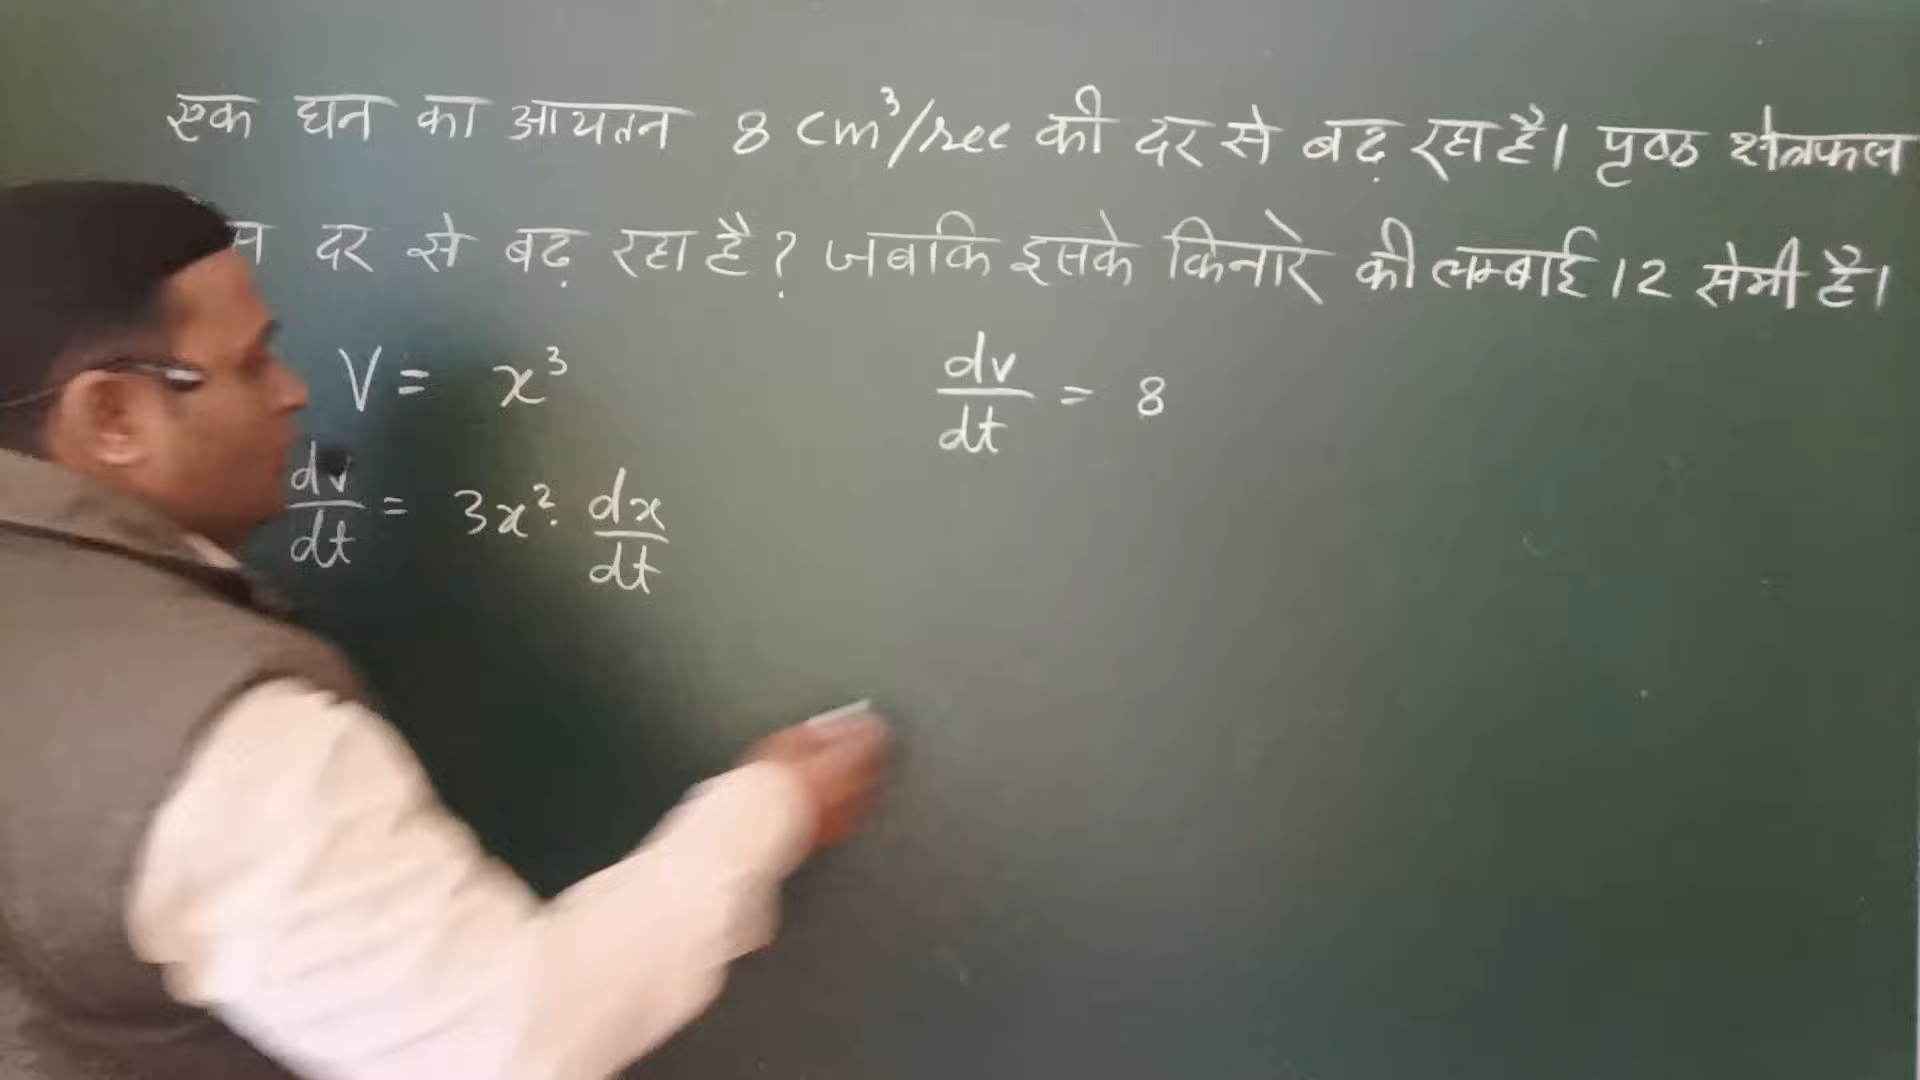 एक घन का आयतन 8 cm³/sec की दर से बढ़ रहा है। पृष्ठ क्षेत्रफल
दर से बढ़ रहा है? जबकि इसके किनारे की लम्बाई 12 सेमी है।
V = x³
dv/dt = 8
dv/dt = 3x². dx/dt